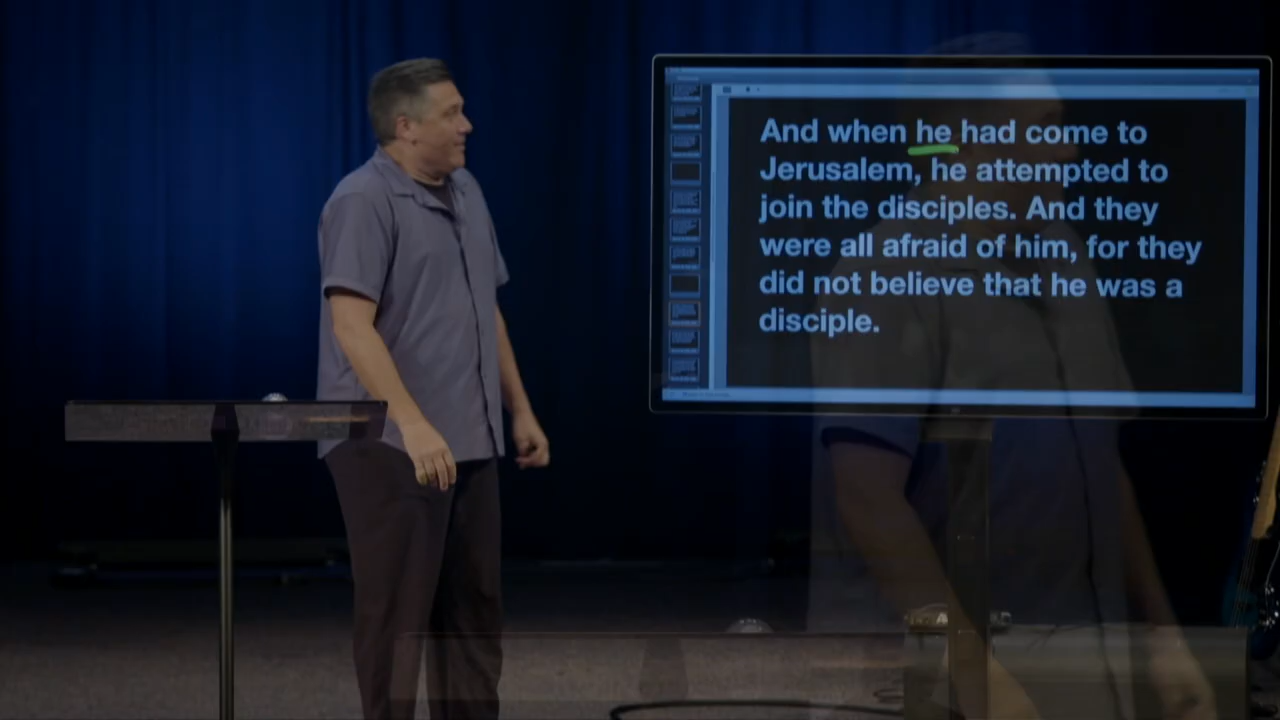 And when he had come to
Jerusalem, he attempted to
join the disciples. And they
were all afraid of him, for they
did not believe that he was a
disciple.